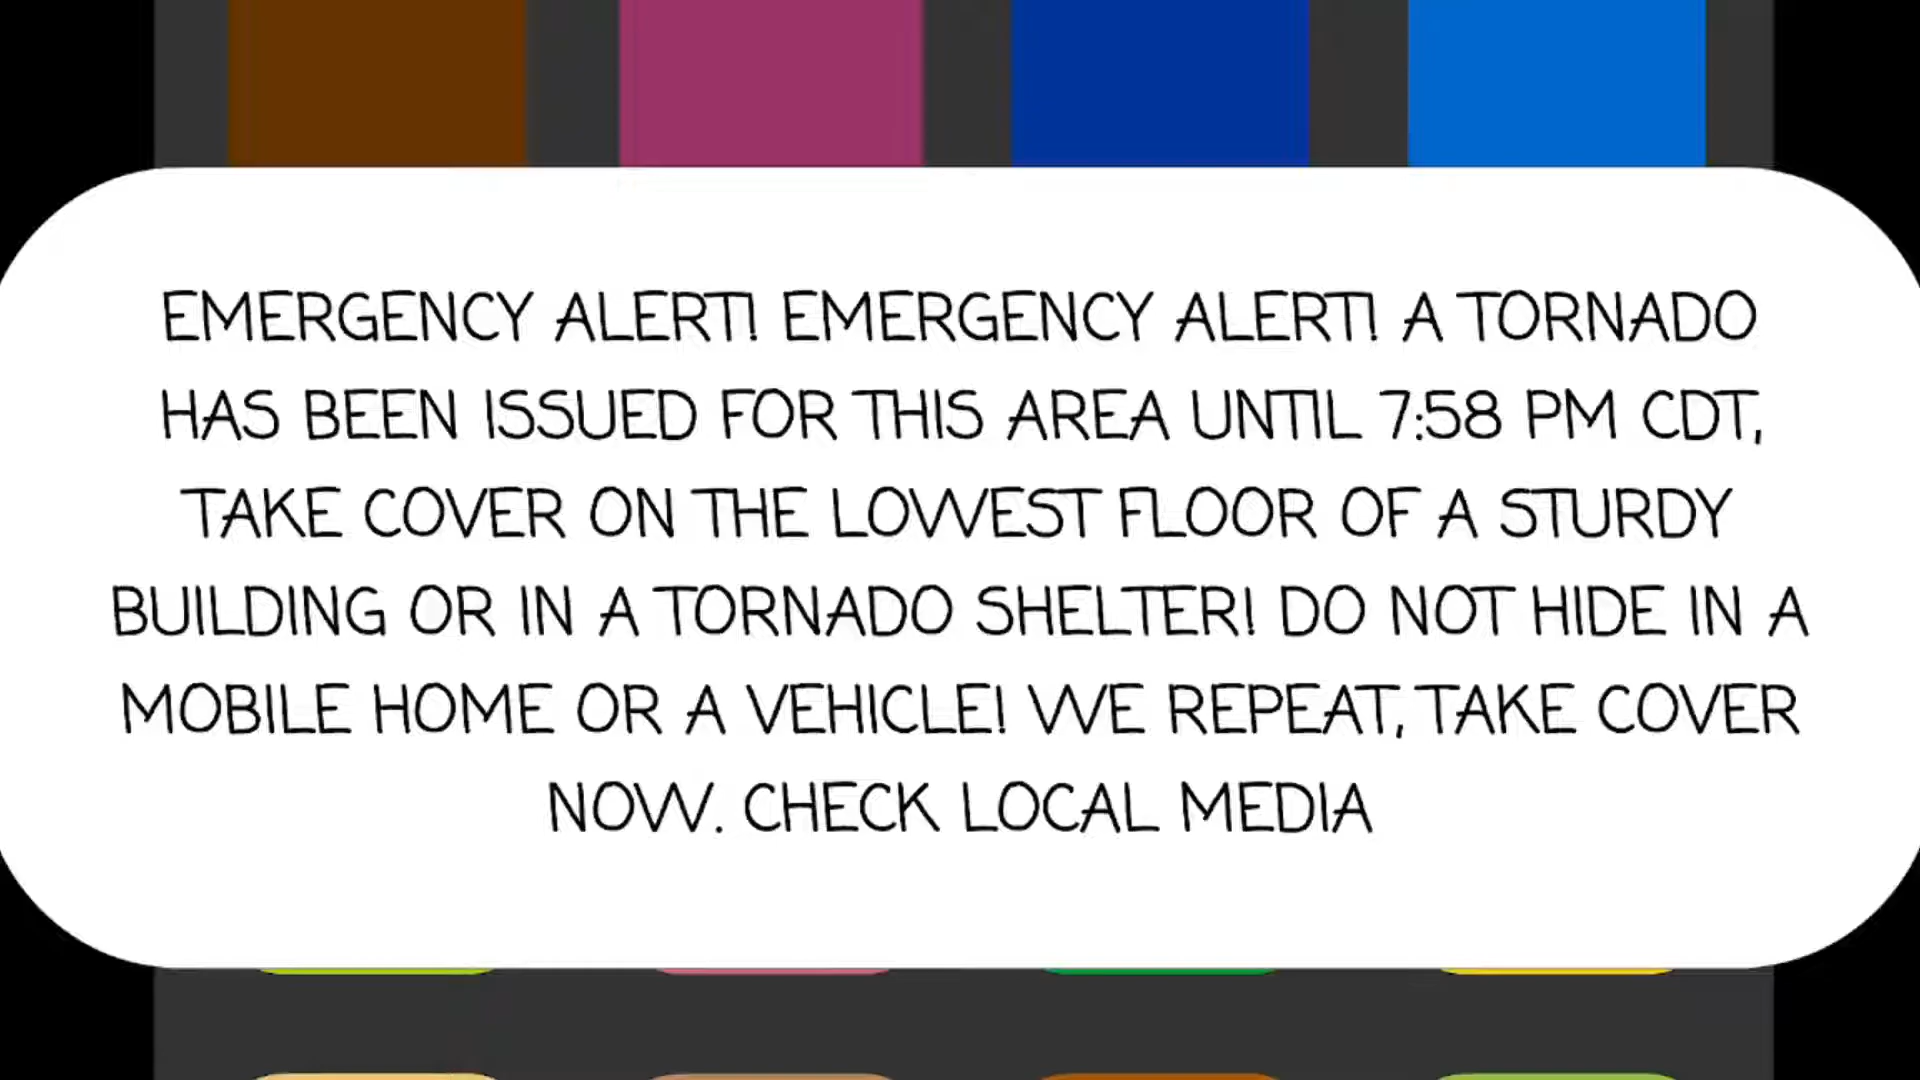 EMERGENCY ALERT! EMERGENCY ALERT! A TORNADO
HAS BEEN ISSUED FOR THIS AREA UNTIL 7:58 PM CDT,
TAKE COVER ON THE LOWEST FLOOR OF A STURDY
BUILDING OR IN A TORNADO SHELTER! DO NOT HIDE IN A
MOBILE HOME OR A VEHICLE! WE REPEAT, TAKE COVER
NOW. CHECK LOCAL MEDIA